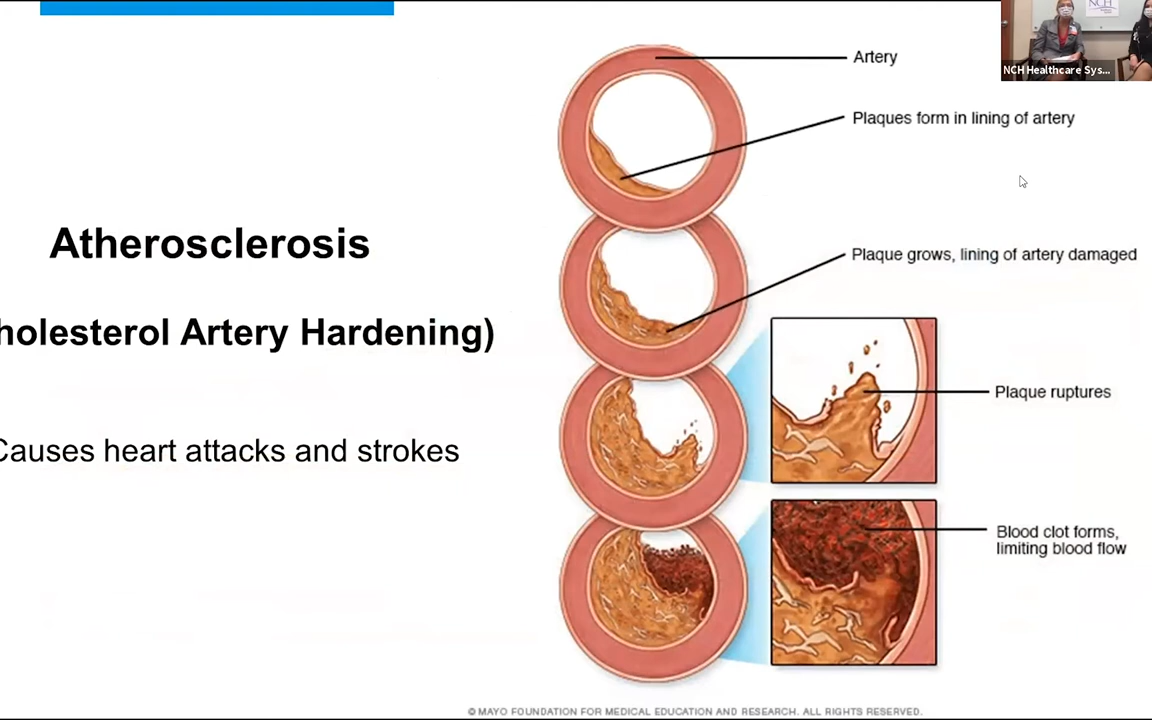 NCH
NCH Healthcare Sys...
Artery
Plaques form in lining of artery
Atherosclerosis
Plaque grows, lining of artery damaged
holesterol Artery Hardening)
Plaque ruptures
Causes heart attacks and strokes
Blood clot forms,
limiting blood flow
© MAYO FOUNDATION FOR MEDICAL EDUCATION AND RESEARCH. ALL RIGHTS RESERVED.